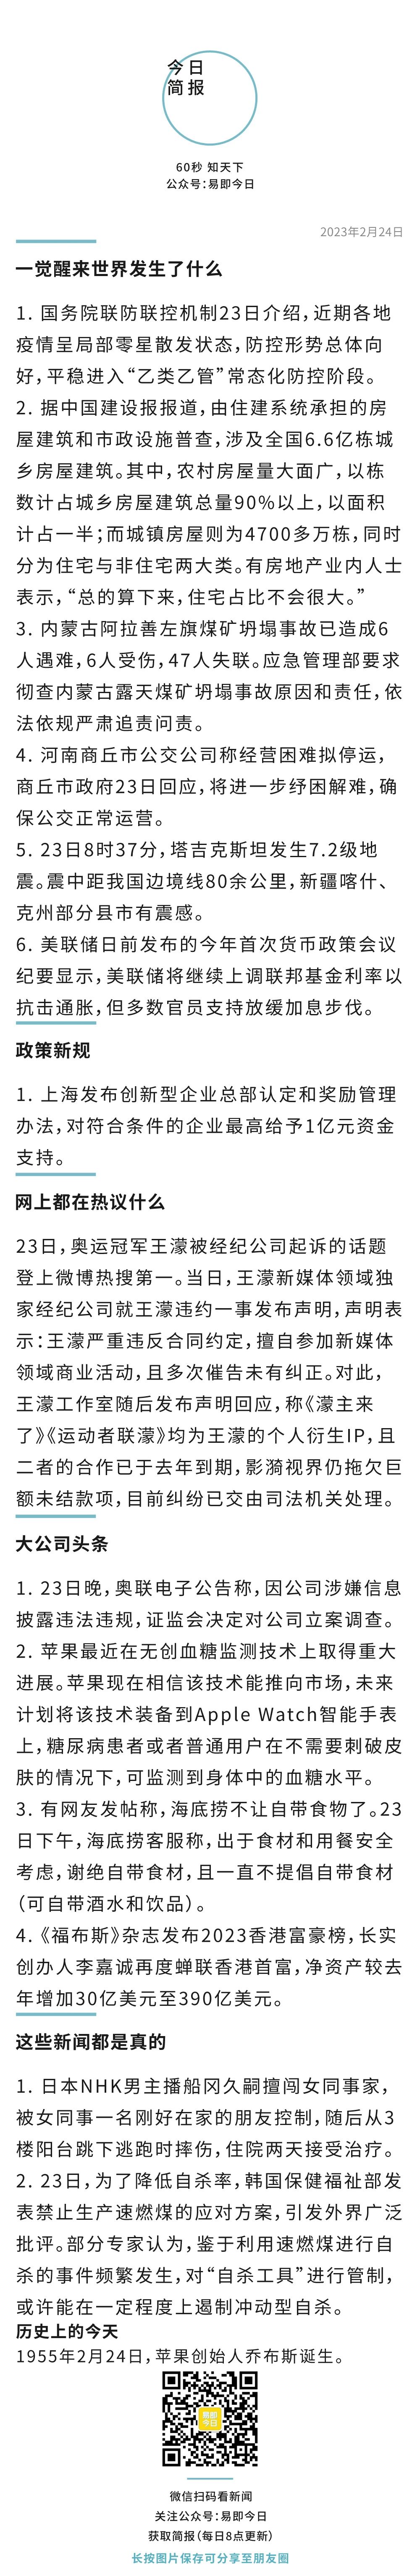 今日
简报
60秒 知天下
公众号：易即今日
2023年2月24日
一觉醒来世界发生了什么
1. 国务院联防联控机制23日介绍，近期各地
疫情呈局部零星散发状态，防控形势总体向
好，平稳进入“乙类乙管”常态化防控阶段。
2. 据中国建设报报道，由住建系统承担的房
屋建筑和市政设施普查，涉及全国6.6亿栋城
乡房屋建筑。其中，农村房屋量大面广，以栋
数计占城乡房屋建筑总量90%以上，以面积
计占一半；而城镇房屋则为4700多万栋，同时
分为住宅与非住宅两大类。有房地产业内人士
表示，“总的算下来，住宅占比不会很大。”
3. 内蒙古阿拉善左旗煤矿坍塌事故已造成6
人遇难，6人受伤，47人失联。应急管理部要求
彻查内蒙古露天煤矿坍塌事故原因和责任，依
法依规严肃追责问责。
4. 河南商丘市公交公司称经营困难拟停运，
商丘市政府23日回应，将进一步纾困解难，确
保公交正常运营。
5. 23日8时37分，塔吉克斯坦发生7.2级地
震。震中距我国边境线80余公里，新疆喀什、
克州部分县市有震感。
6. 美联储日前发布的今年首次货币政策会议
纪要显示，美联储将继续上调联邦基金利率以
抗击通胀，但多数官员支持放缓加息步伐。
政策新规
1. 上海发布创新型企业总部认定和奖励管理
办法，对符合条件的企业最高给予1亿元资金
支持。
网上都在热议什么
23日，奥运冠军王濛被经纪公司起诉的话题
登上微博热搜第一。当日，王濛新媒体领域独
家经纪公司就王濛违约一事发布声明，声明表
示：王濛严重违反合同约定，擅自参加新媒体
领域商业活动，且多次催告未有纠正。对此，
王濛工作室随后发布声明回应，称《濛主来
了》《运动者联濛》均为王濛的个人衍生IP，且
二者的合作已于去年到期，影漪视界仍拖欠巨
额未结款项，目前纠纷已交由司法机关处理。
大公司头条
1. 23日晚，奥联电子公告称，因公司涉嫌信息
披露违法违规，证监会决定对公司立案调查。
2. 苹果最近在无创血糖监测技术上取得重大
进展。苹果现在相信该技术能推向市场，未来
计划将该技术装备到Apple Watch智能手表
上，糖尿病患者或者普通用户在不需要刺破皮
肤的情况下，可监测到身体中的血糖水平。
3. 有网友发帖称，海底捞不让自带食物了。23
日下午，海底捞客服称，出于食材和用餐安全
考虑，谢绝自带食材，且一直不提倡自带食材
（可自带酒水和饮品）。
4.《福布斯》杂志发布2023香港富豪榜，长实
创办人李嘉诚再度蝉联香港首富，净资产较去
年增加30亿美元至390亿美元。
这些新闻都是真的
1. 日本NHK男主播船冈久嗣擅闯女同事家，
被女同事一名刚好在家的朋友控制，随后从3
楼阳台跳下逃跑时摔伤，住院两天接受治疗。
2. 23日，为了降低自杀率，韩国保健福祉部发
表禁止生产速燃煤的应对方案，引发外界广泛
批评。部分专家认为，鉴于利用速燃煤进行自
杀的事件频繁发生，对“自杀工具”进行管制，
或许能在一定程度上遏制冲动型自杀。
历史上的今天
1955年2月24日，苹果创始人乔布斯诞生。
易即
今日
微信扫码看新闻
关注公众号：易即今日
获取简报（每日8点更新）
长按图片保存可分享至朋友圈